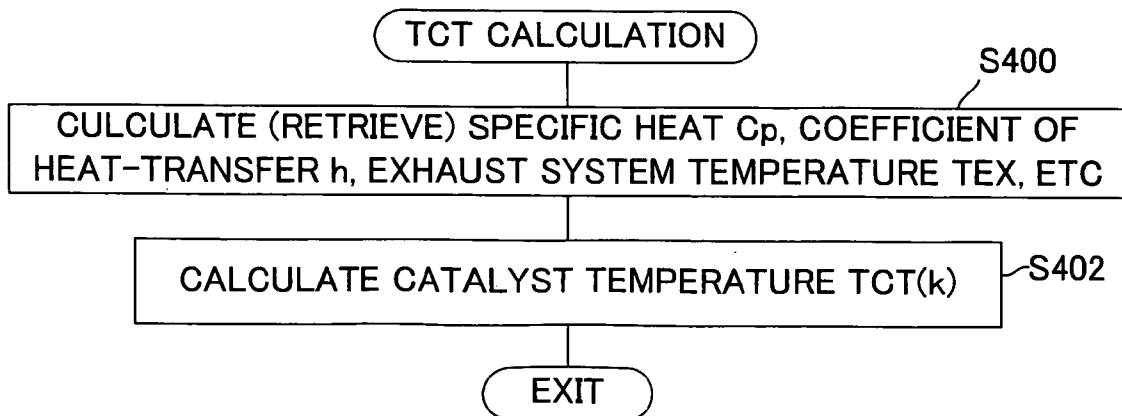 TCT CALCULATION
S400
CULCULATE (RETRIEVE) SPECIFIC HEAT Cp, COEFFICIENT OF
HEAT-TRANSFER h, EXHAUST SYSTEM TEMPERATURE TEX, ETC
CALCULATE CATALYST TEMPERATURE TCT(k)
S402
EXIT